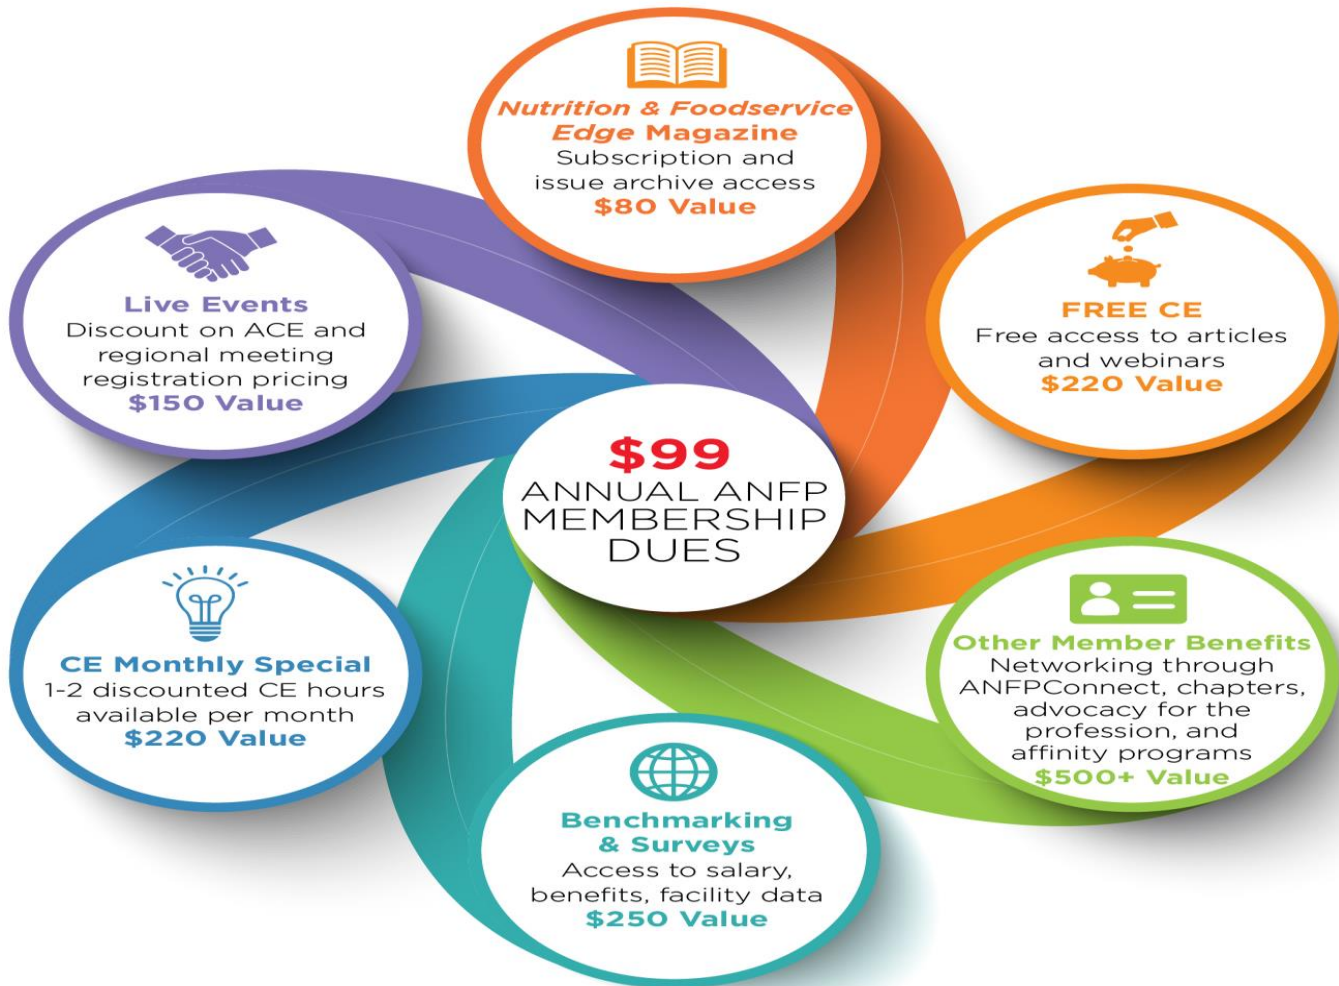 Nutrition & Foodservice
Edge Magazine
Subscription and
issue archive access
$80 Value
FREE CE
Free access to articles
and webinars
$220 Value
Other Member Benefits
Networking through
ANFPConnect, chapters,
advocacy for the
profession, and
affinity programs
$500+ Value
Benchmarking
& Surveys
Access to salary,
benefits, facility data
$250 Value
CE Monthly Special
1-2 discounted CE hours
available per month
$220 Value
Live Events
Discount on ACE and
regional meeting
registration pricing
$150 Value
$99
ANNUAL ANFP
MEMBERSHIP
DUES